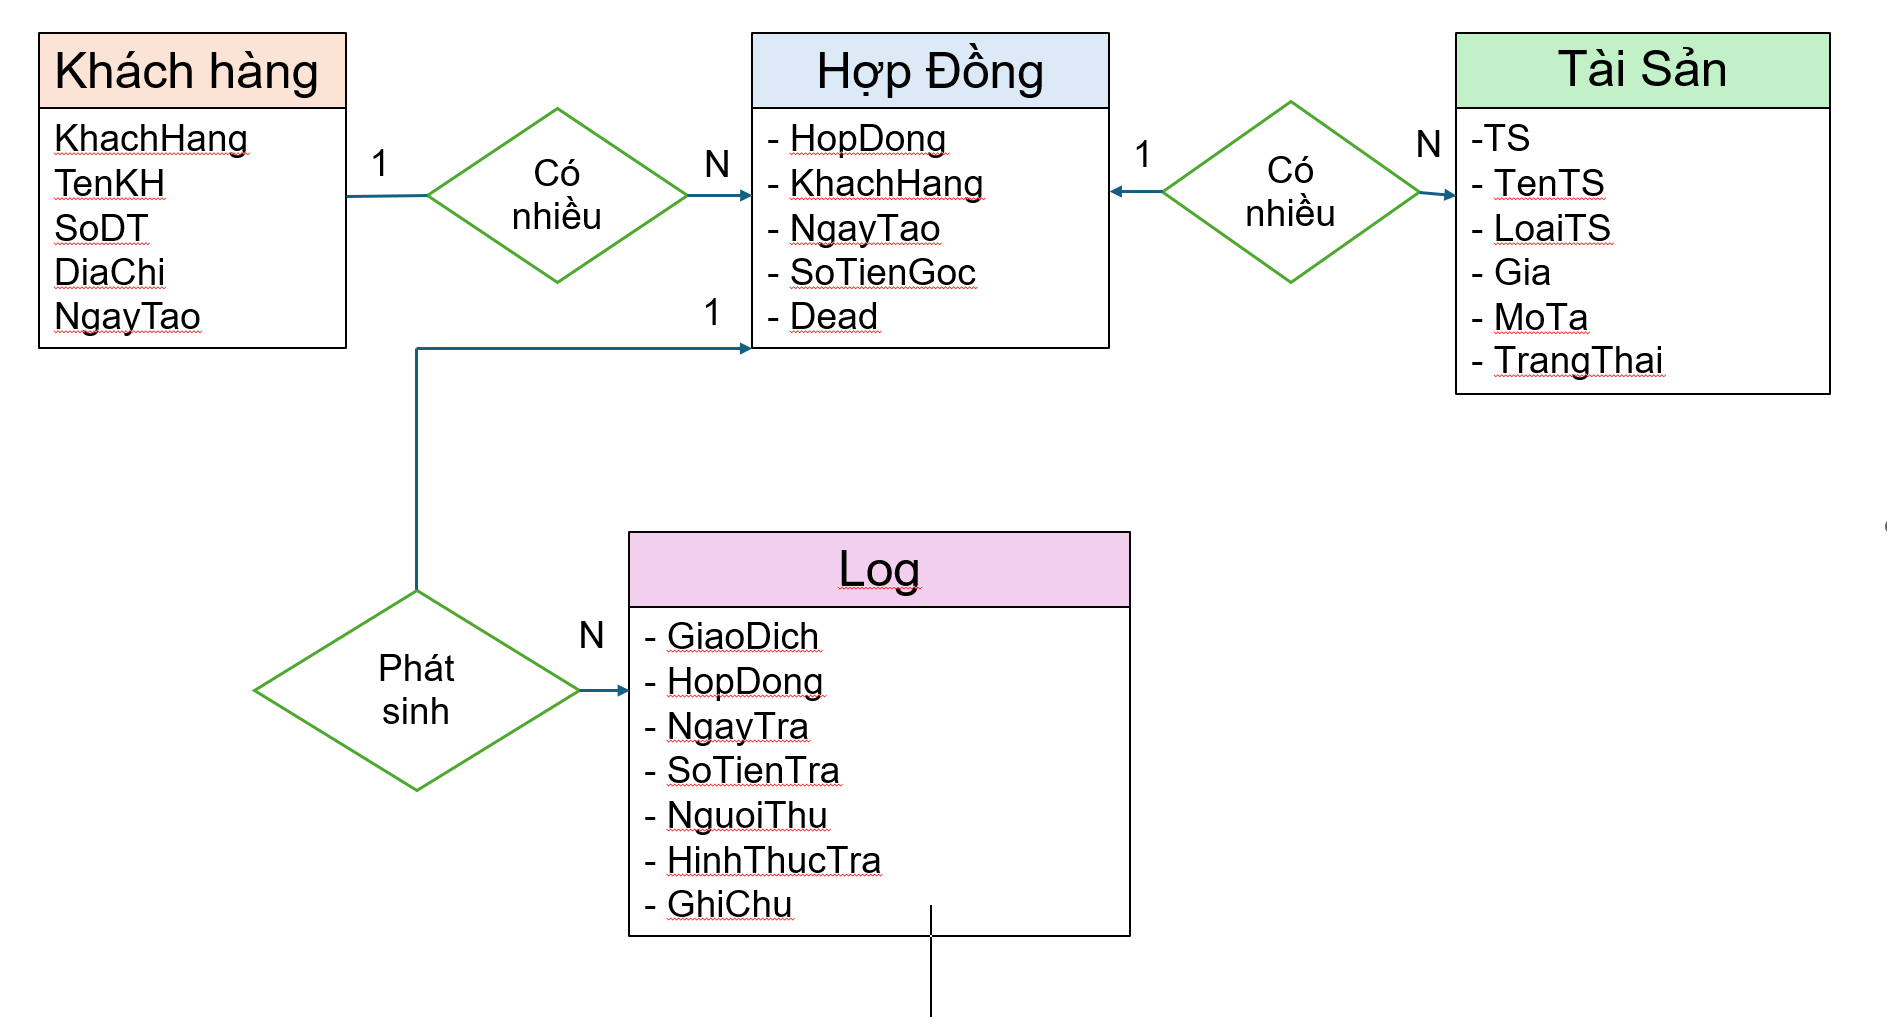 Khách hàng
KhachHang
TenKH
SoDT
DiaChi
NgayTao
1
Có
nhiều
N
Hợp Đồng
- HopDong
- KhachHang
- NgayTao
- SoTienGoc
- Dead
1
Có
nhiều
N
Tài Sản
-TS
- TenTS
- LoaiTS
- Gia
- MoTa
- TrangThai
1
Phát
sinh
N
Log
- GiaoDich
- HopDong
- NgayTra
- SoTienTra
- NguoiThu
- HinhThucTra
- GhiChu